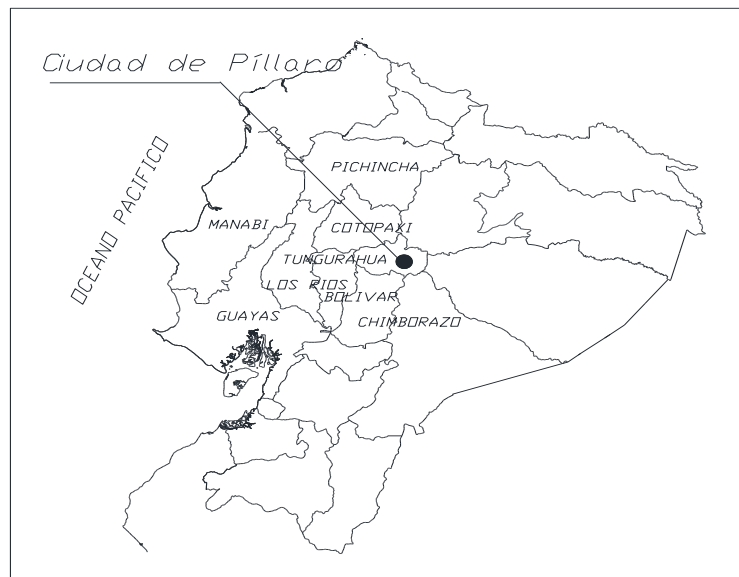 Ciudad de Píllaro
PICHINCHA
OCEANO PACIFICO
MANABI
COTOPAXI
TUNGURAHUA
LOS RIOS
BOLIVAR
GUAYAS
CHIMBORAZO